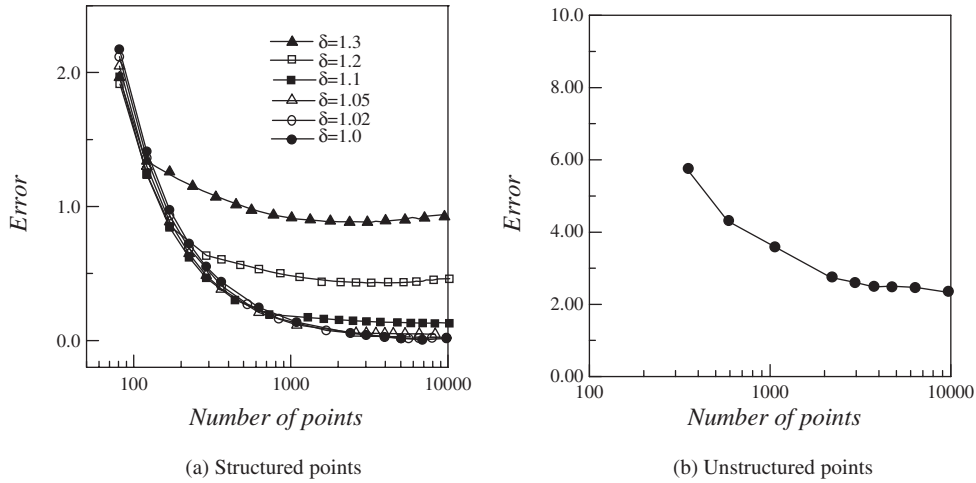 2.0
1.0
0.0
Error
100
1000
10000
Number of points
δ=1.3
δ=1.2
δ=1.1
δ=1.05
δ=1.02
δ=1.0
(a) Structured points
10.0
8.00
6.00
4.00
2.00
0.00
Error
100
1000
10000
Number of points
(b) Unstructured points